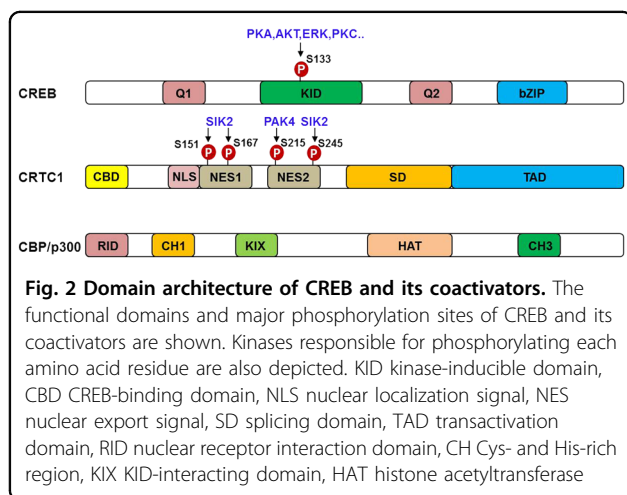 PKA,AKT,ERK,PKC..
S133
P
CREB
Q1 KID Q2 bZIP
SIK2 PAK4 SIK2
S151 P P S167 P S215 P S245
CRTC1
CBD NLS NES1 NES2 SD TAD
CBP/p300
RID CH1 KIX HAT CH3
Fig. 2 Domain architecture of CREB and its coactivators. The
functional domains and major phosphorylation sites of CREB and its
coactivators are shown. Kinases responsible for phosphorylating each
amino acid residue are also depicted. KID kinase-inducible domain,
CBD CREB-binding domain, NLS nuclear localization signal, NES
nuclear export signal, SD splicing domain, TAD transactivation
domain, RID nuclear receptor interaction domain, CH Cys- and His-rich
region, KIX KID-interacting domain, HAT histone acetyltransferase